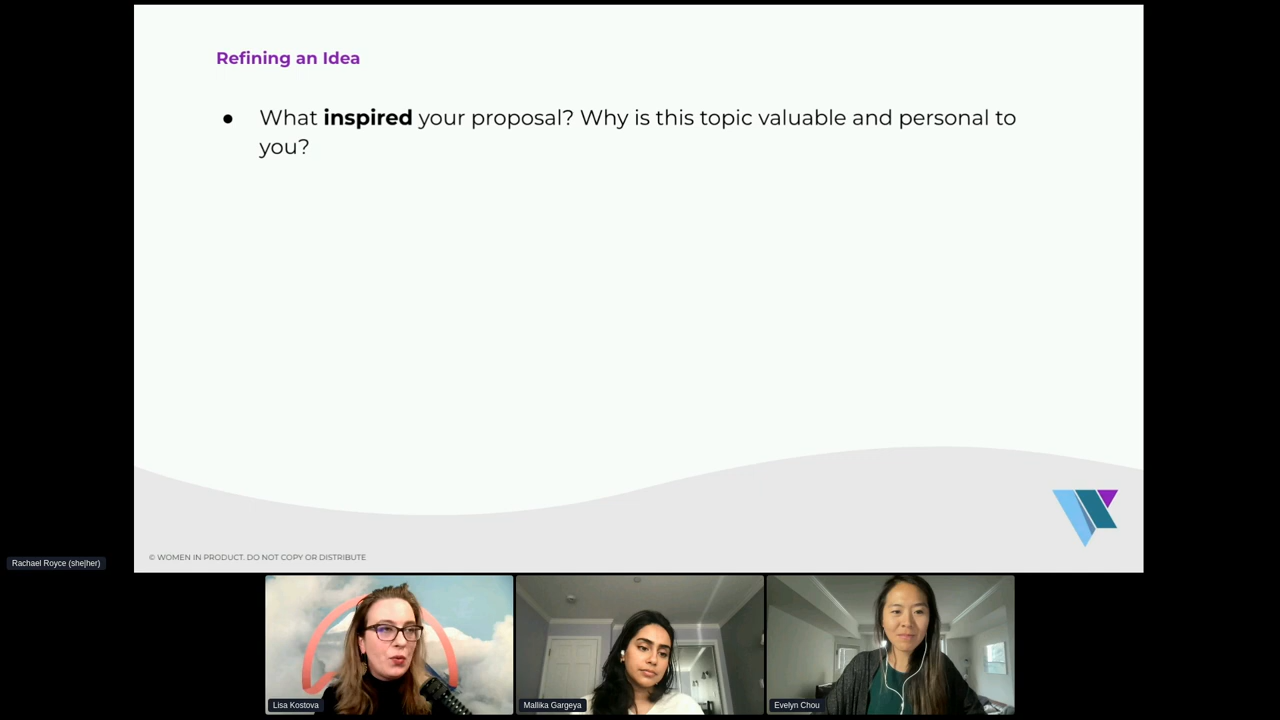 Refining an Idea
● What inspired your proposal? Why is this topic valuable and personal to
you?
© WOMEN IN PRODUCT. DO NOT COPY OR DISTRIBUTE
Rachael Royce (she|her)
Lisa Kostova
Mallika Gargeya
Evelyn Chou